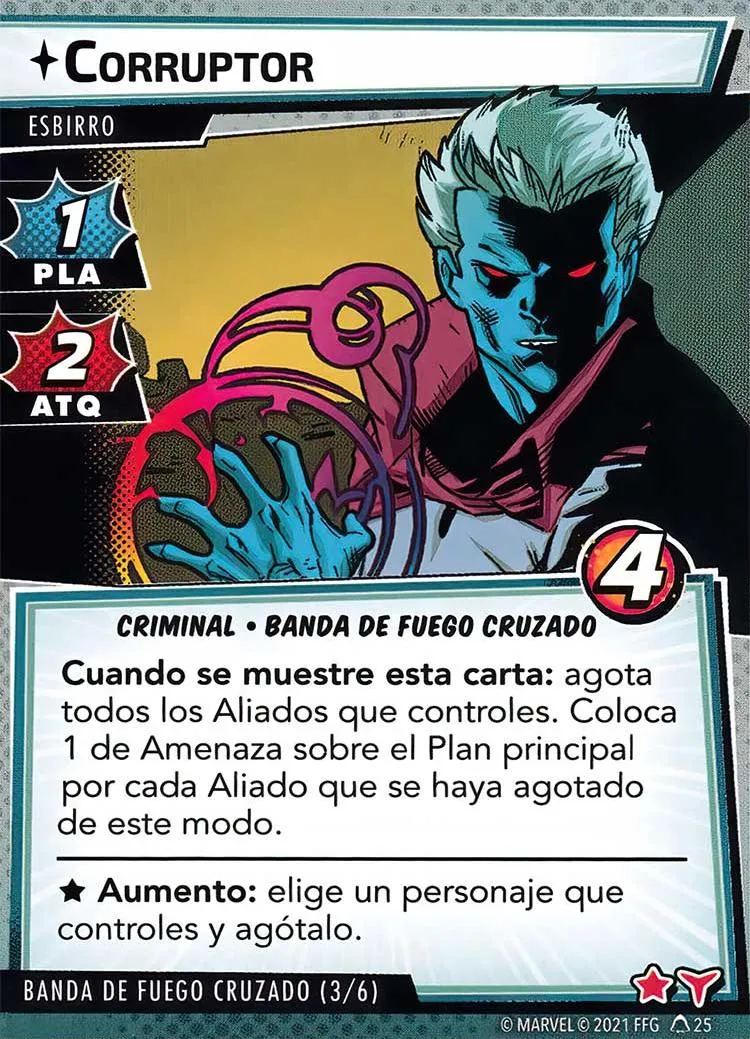 CORRUPTOR
ESBIRRO
1
PLA
2
ATQ
4
CRIMINAL • BANDA DE FUEGO CRUZADO
Cuando se muestre esta carta: agota
todos los Aliados que controles. Coloca
1 de Amenaza sobre el Plan principal
por cada Aliado que se haya agotado
de este modo.
★ Aumento: elige un personaje que
controles y agótalo.
BANDA DE FUEGO CRUZADO (3/6)
© MARVEL © 2021 FFG 25